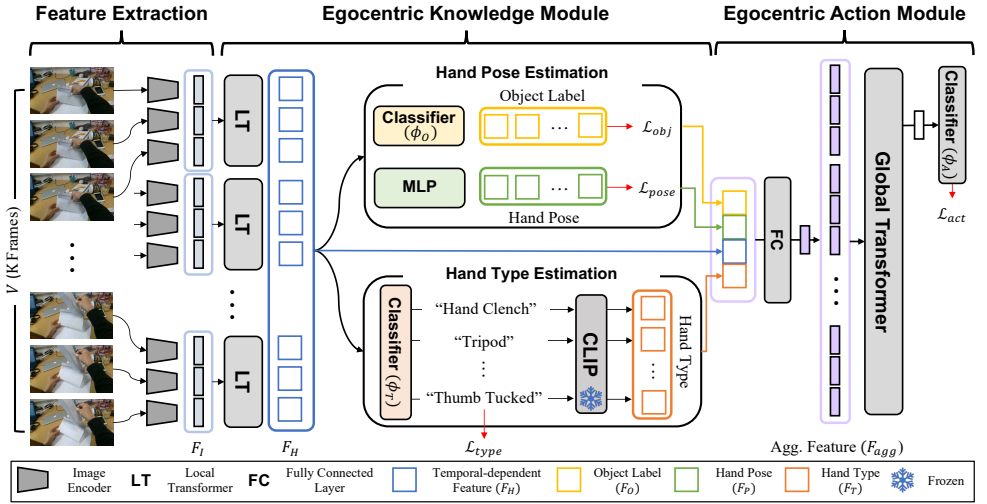 Feature Extraction
Egocentric Knowledge Module
Egocentric Action Module
V (K Frames)
LT
LT
LT
F_I
F_H
Hand Pose Estimation
Object Label
Classifier
(ϕ_O)
L_obj
MLP
L_pose
Hand Pose
Hand Type Estimation
Classifier (ϕ_T)
“Hand Clench”
“Tripod”
“Thumb Tucked”
CLIP
Hand Type
L_type
FC
Global Transformer
Classifier (ϕ_A)
L_act
Agg. Feature (F_agg)
Image
Encoder
LT
Local
Transformer
FC
Fully Connected
Layer
Temporal-dependent
Feature (F_H)
Object Label
(F_O)
Hand Pose
(F_P)
Hand Type
(F_T)
Frozen